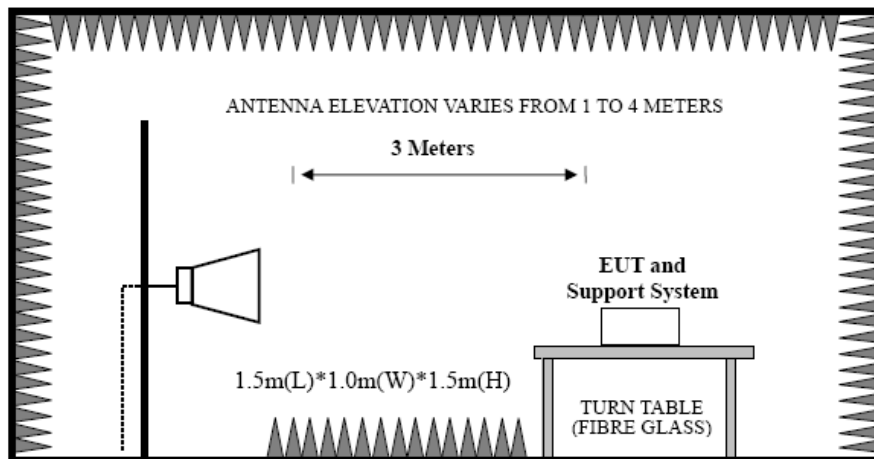 ANTENNA ELEVATION VARIES FROM 1 TO 4 METERS
3 Meters
EUT and
Support System
1.5m(L)*1.0m(W)*1.5m(H)
TURN TABLE
(FIBRE GLASS)